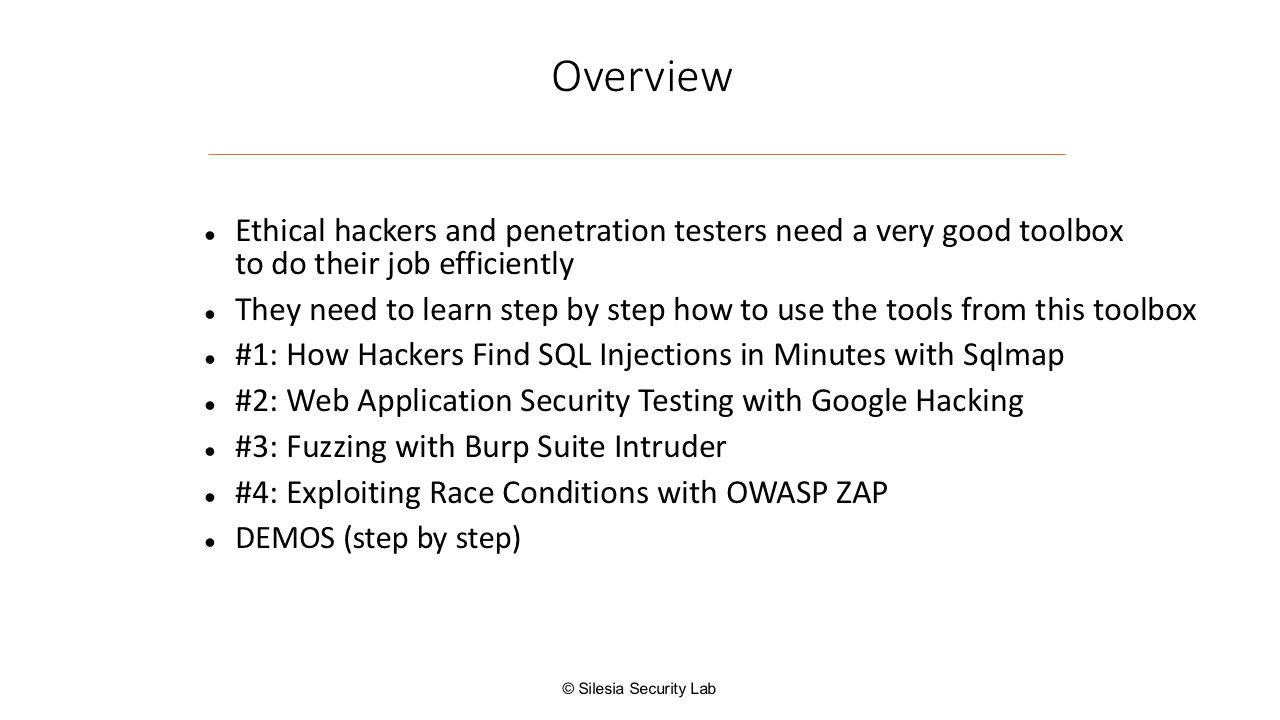 Overview
● Ethical hackers and penetration testers need a very good toolbox
to do their job efficiently
● They need to learn step by step how to use the tools from this toolbox
● #1: How Hackers Find SQL Injections in Minutes with Sqlmap
● #2: Web Application Security Testing with Google Hacking
● #3: Fuzzing with Burp Suite Intruder
● #4: Exploiting Race Conditions with OWASP ZAP
● DEMOS (step by step)
© Silesia Security Lab